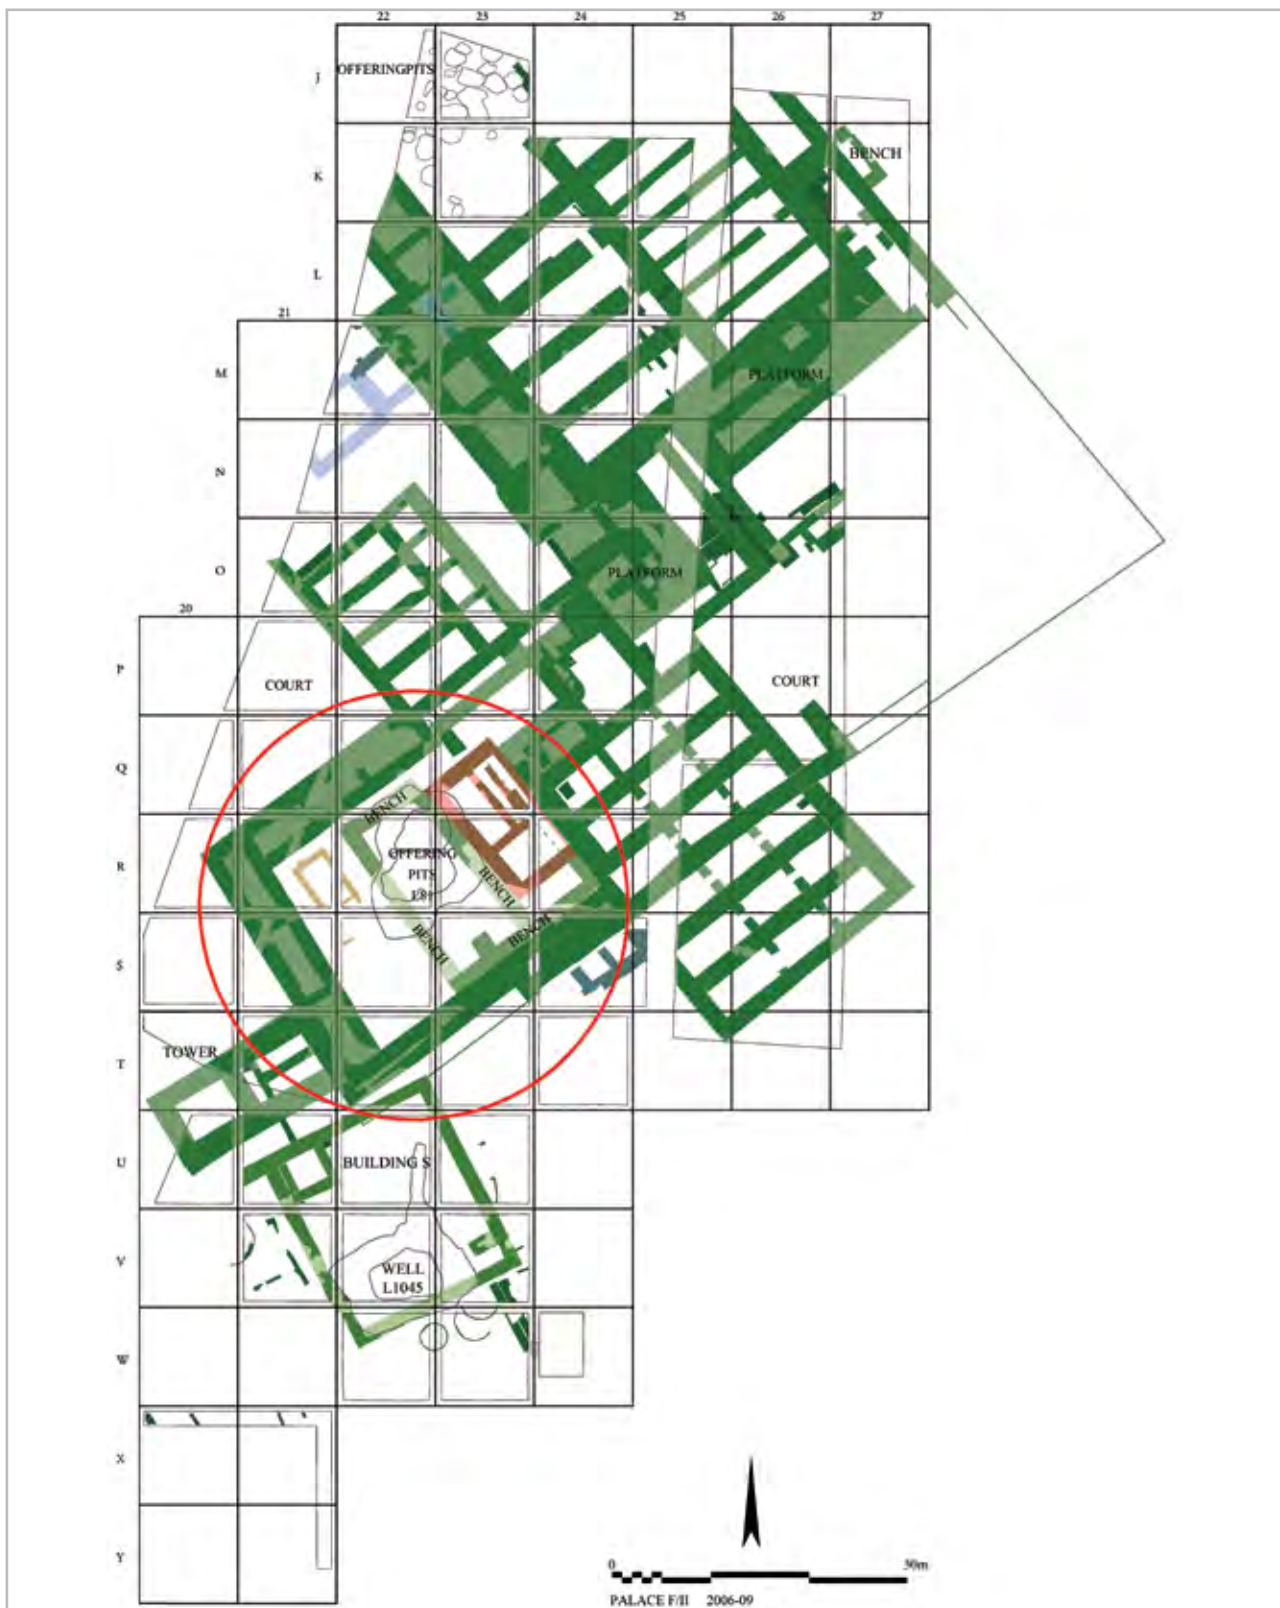 22 23 24 25 26 27
J OFFERINGPITS
K BENCH
L
21
M PLATFORM
N
O PLATFORM
20
P
COURT COURT
Q
BENCH
R OFFERING
PITS
BENCH
BENCH
BENCH
S
TOWER T
U BUILDING S
V
WELL
L1045
W
X
Y
0
PALACE F/II 2006-09